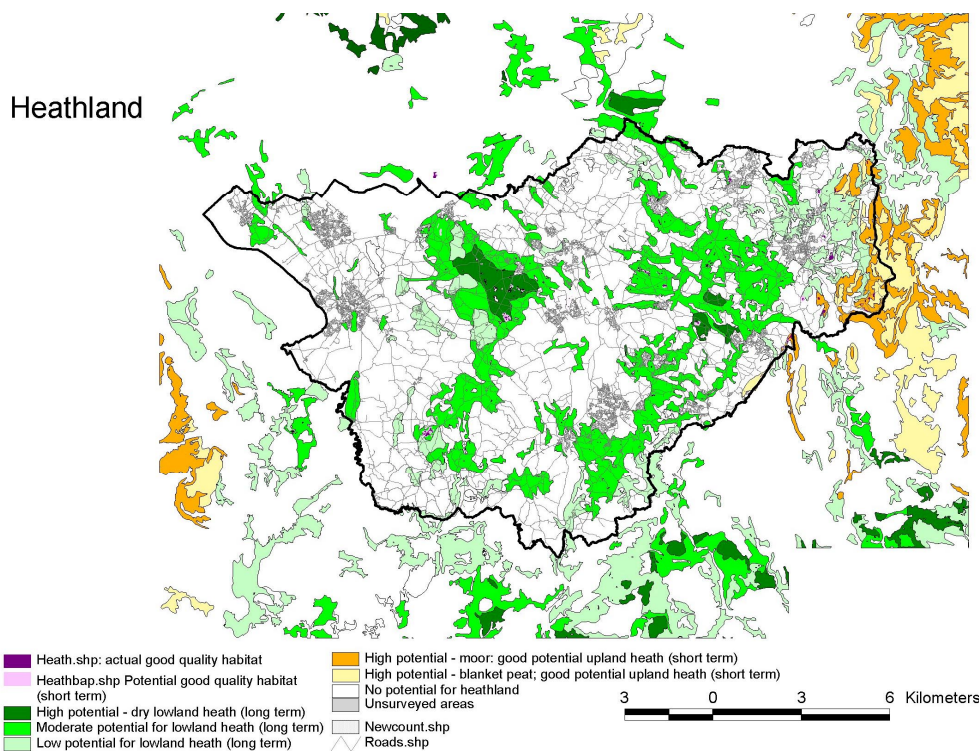 Heathland
Heath.shp: actual good quality habitat
Heathbap.shp Potential good quality habitat
(short term)
High potential - dry lowland heath (long term)
Moderate potential for lowland heath (long term)
Low potential for lowland heath (long term)
High potential - moor: good potential upland heath (short term)
High potential - blanket peat; good potential upland heath (short term)
No potential for heathland
Unsurveyed areas
Newcount.shp
Roads.shp
3 0 3 6 Kilometers